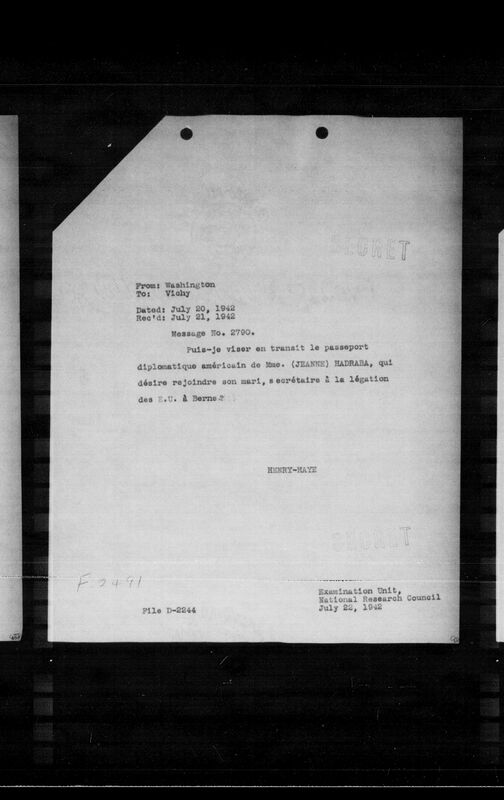 SECRET
From: Washington
To: Vichy
Dated: July 20, 1942
Rec'd: July 21, 1942
Message No. 2790.
Puis-je viser en transit le passeport
diplomatique américain de Mme. (JEANNE) HADRABA, qui
désire rejoindre son mari, secrétaire à la légation
des E.U. à Berne?
HENRY-HAYE
F 2491
Examination Unit,
National Research Council
July 22, 1942
File D-2244